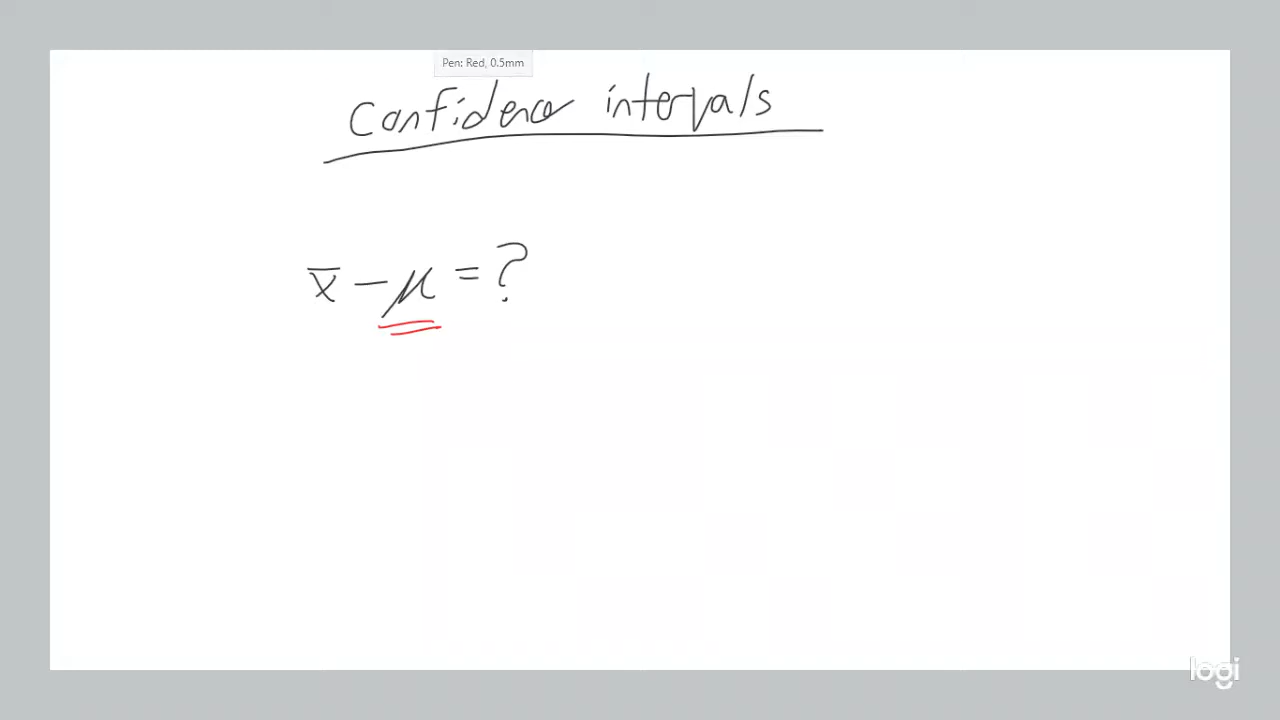 Pen: Red, 0.5mm
Confidence intervals
x̄ − μ = ?
logi